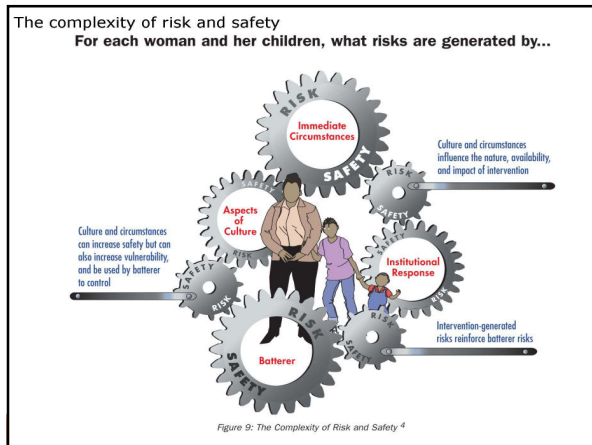 The complexity of risk and safety
For each woman and her children, what risks are generated by...
RISK
Immediate
Circumstances
SAFETY
Culture and circumstances
influence the nature, availability,
and impact of intervention
RISK
SAFETY
SAFETY
Aspects
of
Culture
RISK
Culture and circumstances
can increase safety but can
also increase vulnerability,
and be used by batterer
to control
SAFETY
RISK
SAFETY
Institutional
Response
RISK
RISK
SAFETY
Batterer
RISK
SAFETY
Intervention-generated
risks reinforce batterer risks
Figure 9: The Complexity of Risk and Safety 4